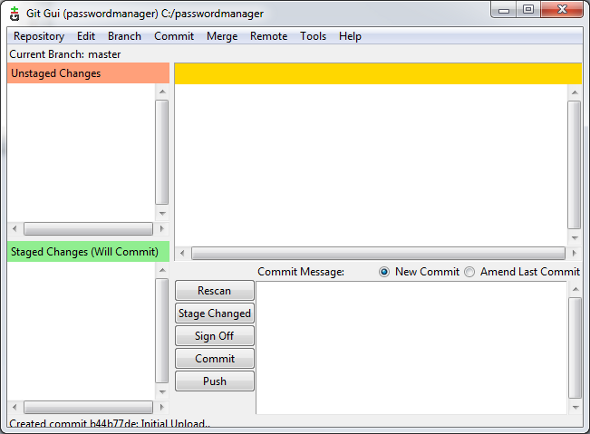 Git Gui (passwordmanager) C:/passwordmanager
Repository Edit Branch Commit Merge Remote Tools Help
Current Branch: master
Unstaged Changes
Staged Changes (Will Commit)
Commit Message: New Commit Amend Last Commit
Rescan
Stage Changed
Sign Off
Commit
Push
Created commit b44b77de: Initial Upload..